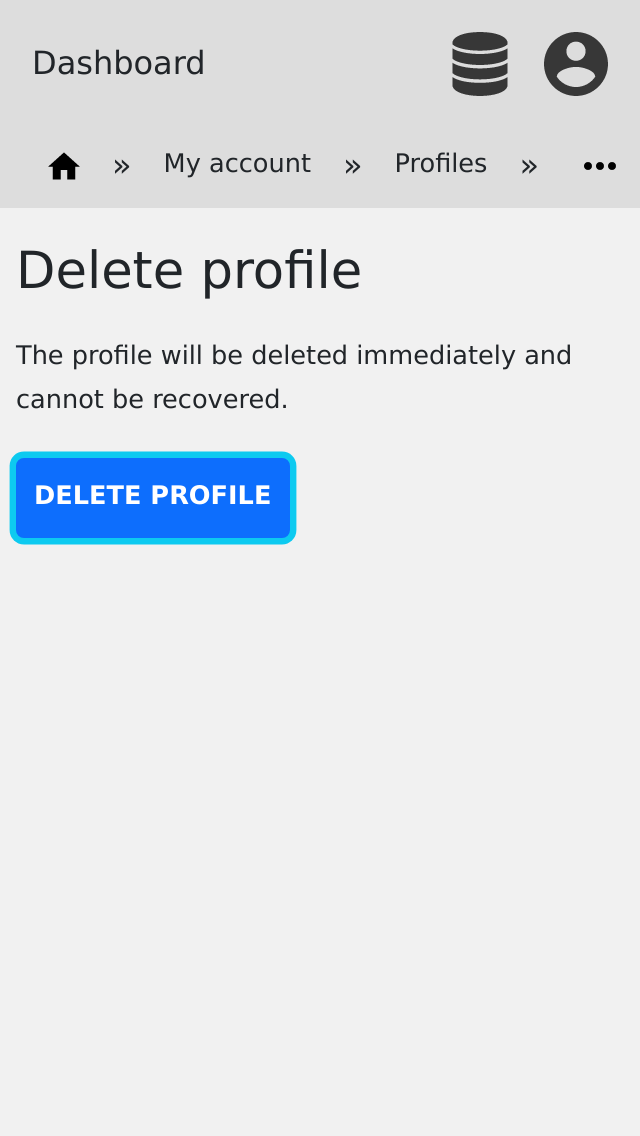 Dashboard
» My account » Profiles » •••
Delete profile
The profile will be deleted immediately and
cannot be recovered.
DELETE PROFILE